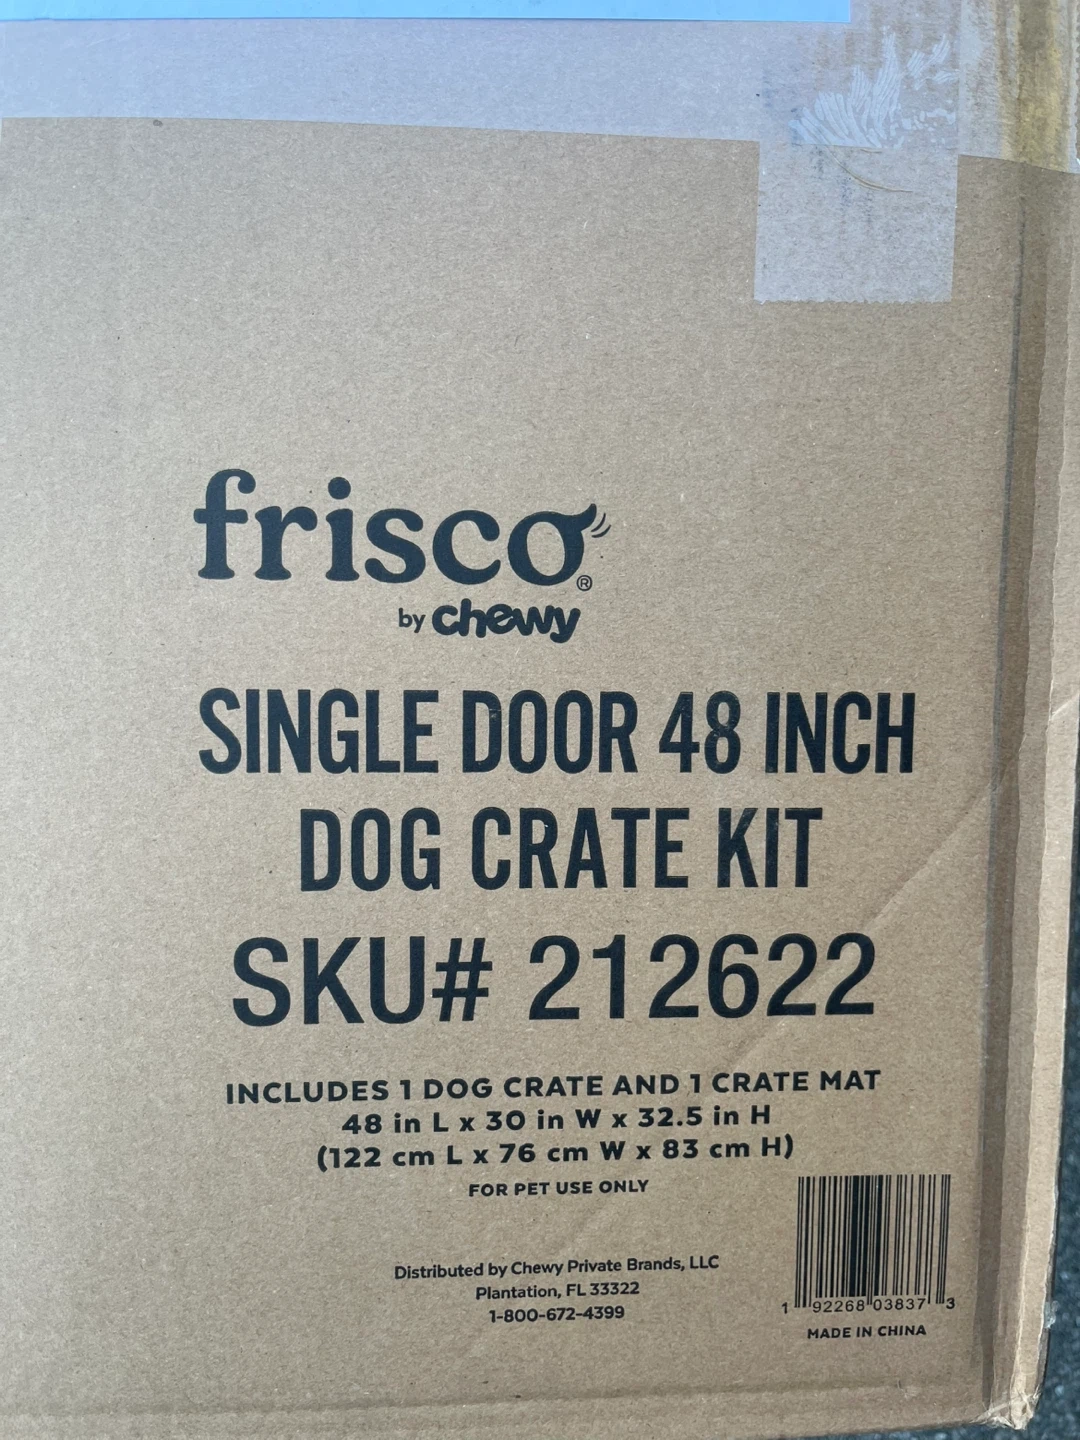 frisco®
by chewy
SINGLE DOOR 48 INCH
DOG CRATE KIT
SKU# 212622
INCLUDES 1 DOG CRATE AND 1 CRATE MAT
48 in L x 30 in W x 32.5 in H
(122 cm L x 76 cm W x 83 cm H)
FOR PET USE ONLY
Distributed by Chewy Private Brands, LLC
Plantation, FL 33322
1-800-672-4399
1 92268 03837 3
MADE IN CHINA